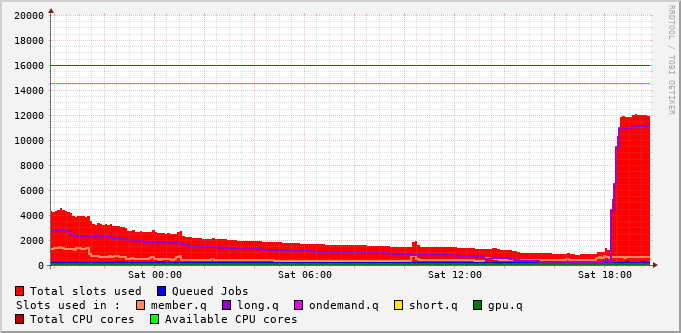 RRDTOOL / TOBI OETIKER
20000
18000
16000
14000
12000
10000
8000
6000
4000
2000
0
Sat 00:00 Sat 06:00 Sat 12:00 Sat 18:00
Total slots used Queued Jobs
Slots used in : member.q long.q ondemand.q short.q gpu.q
Total CPU cores Available CPU cores